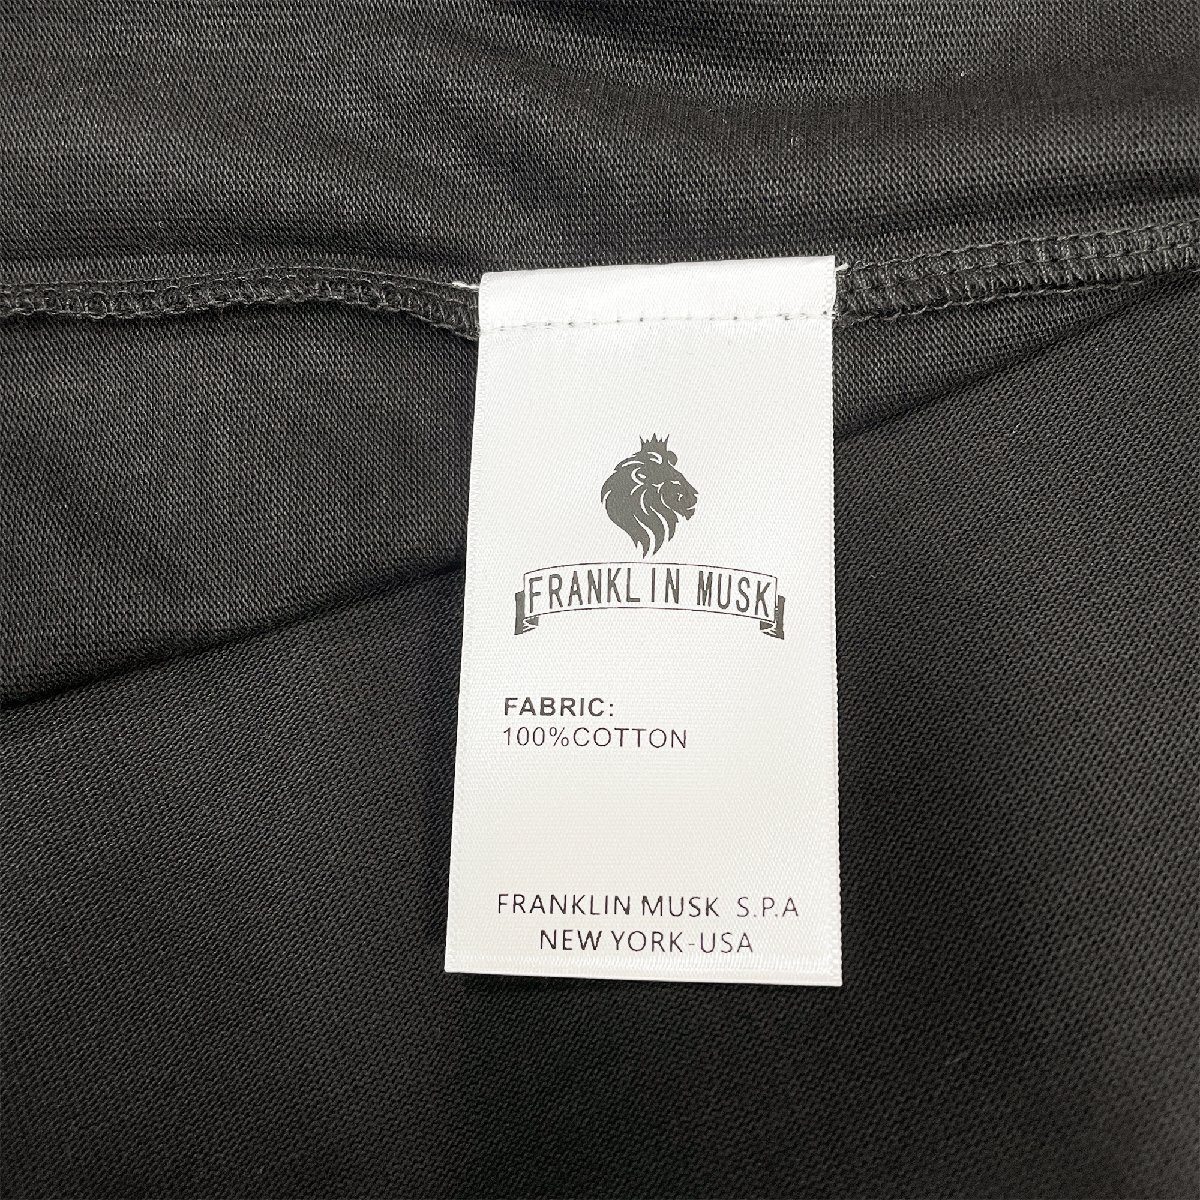 FRANKLIN MUSK
FABRIC:
100%COTTON
FRANKLIN MUSK S.P.A
NEW YORK-USA